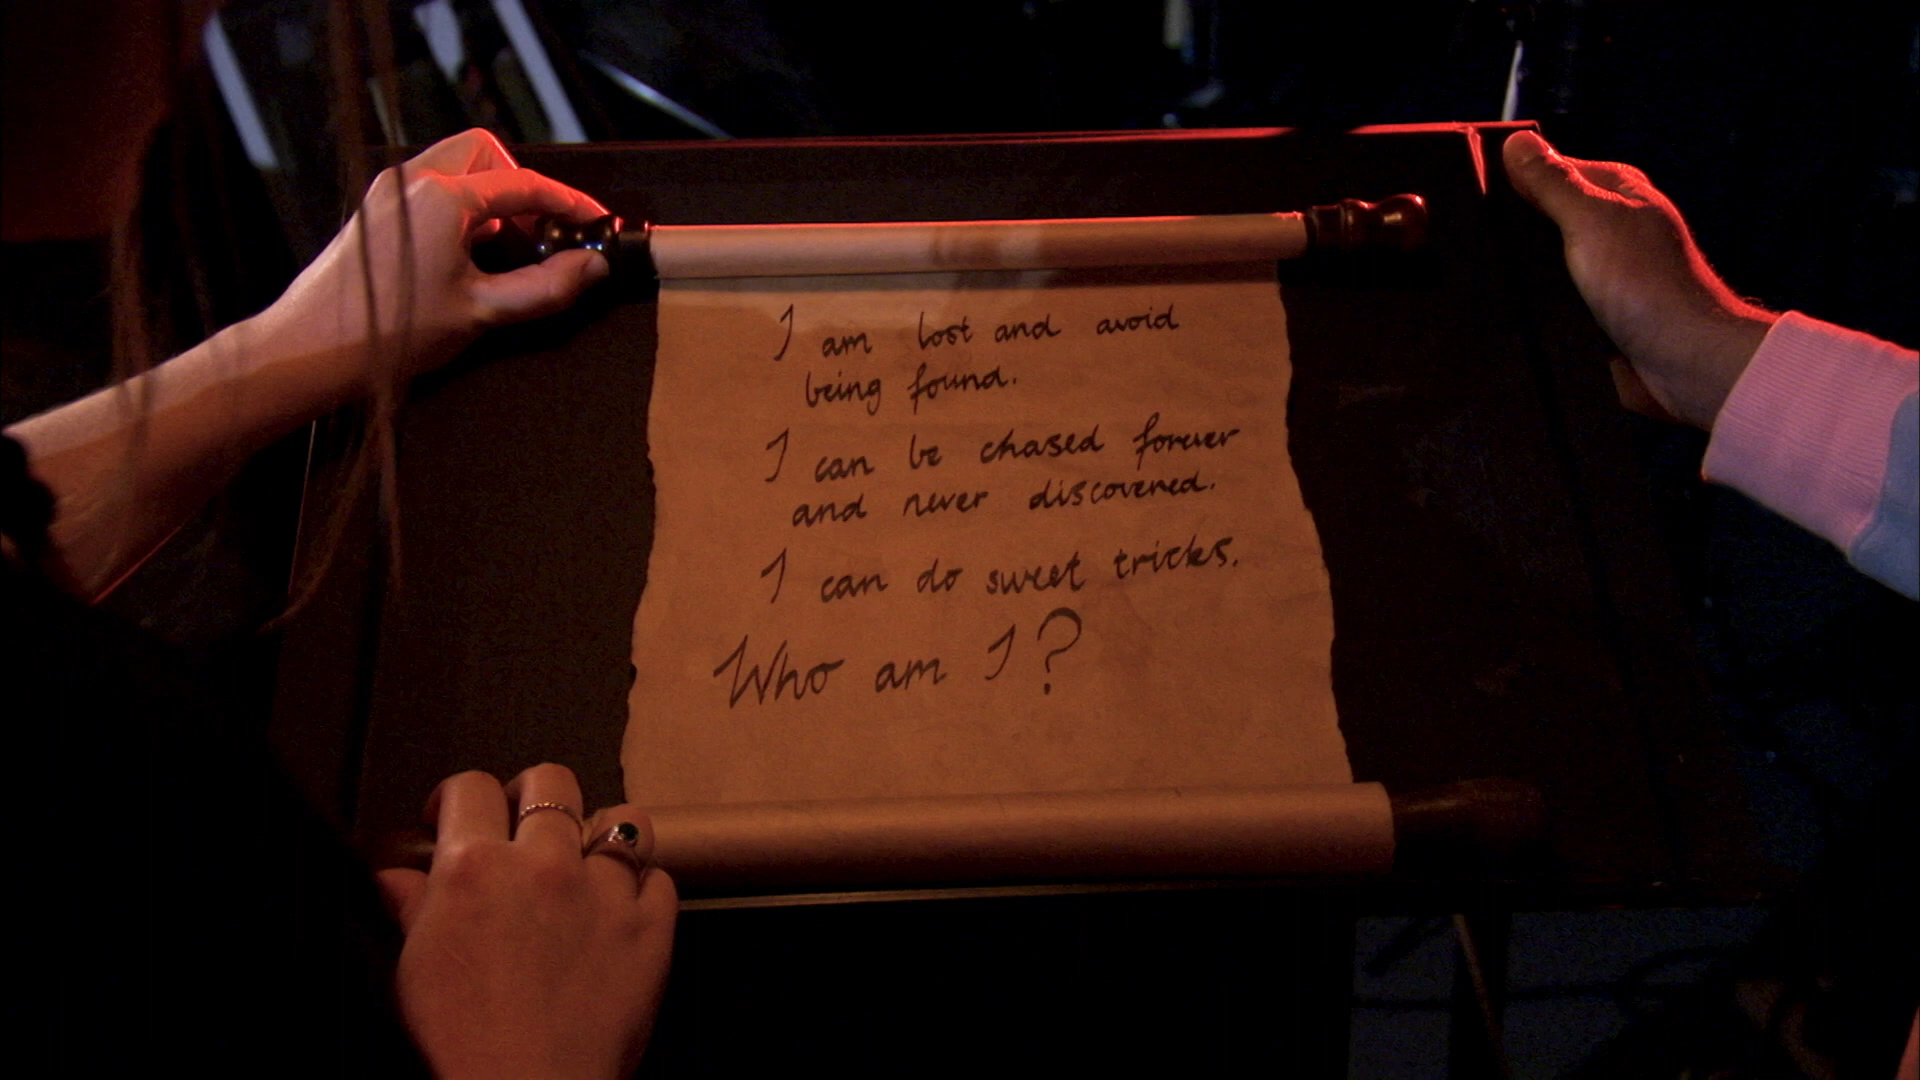 I am lost and avoid
being found.
I can be chased forever
and never discovered.
I can do sweet tricks.
Who am I?